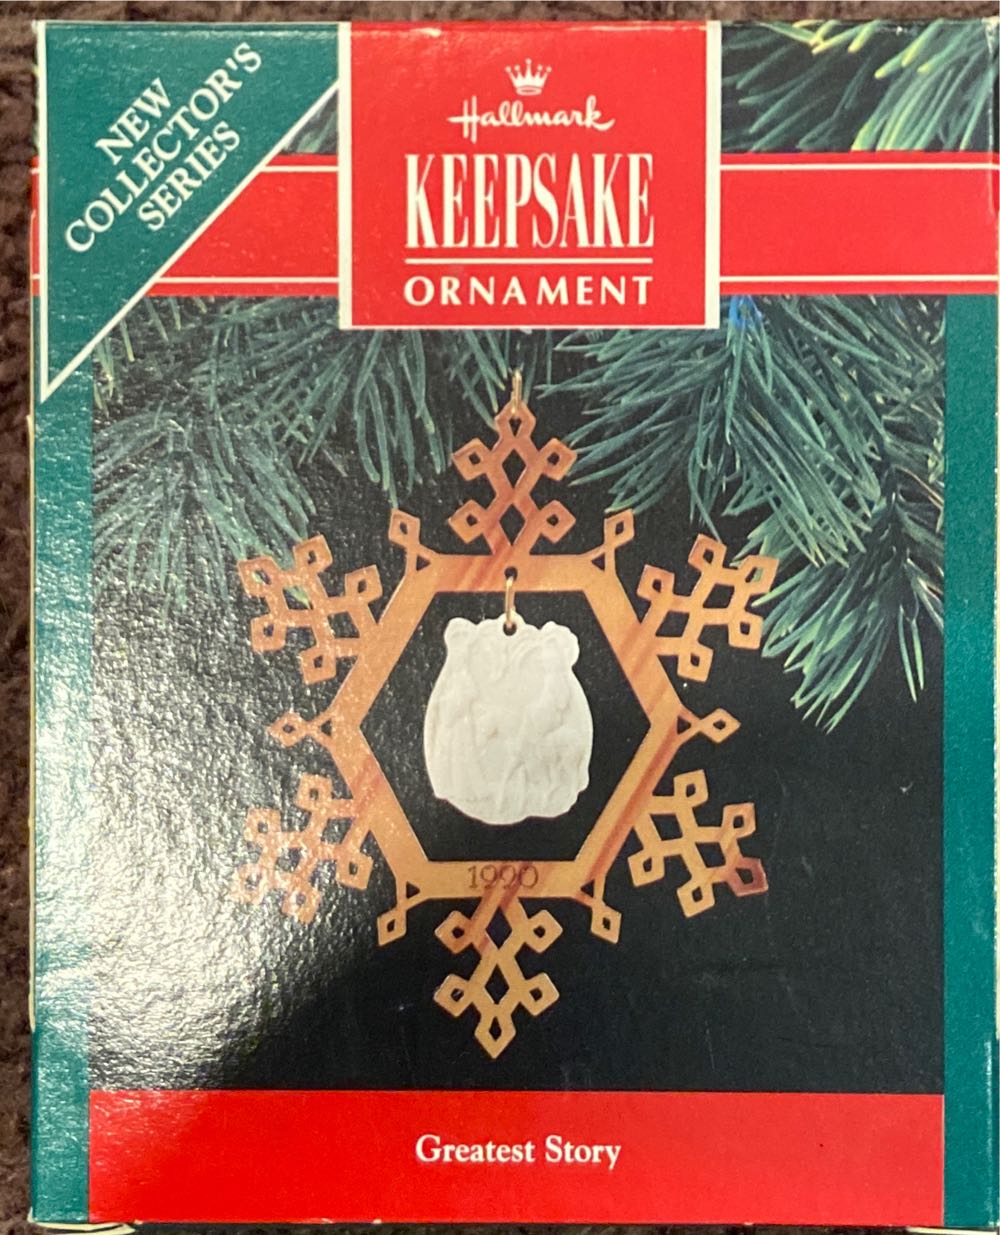 NEW
COLLECTOR'S
SERIES
Hallmark
KEEPSAKE
ORNAMENT
1990
Greatest Story